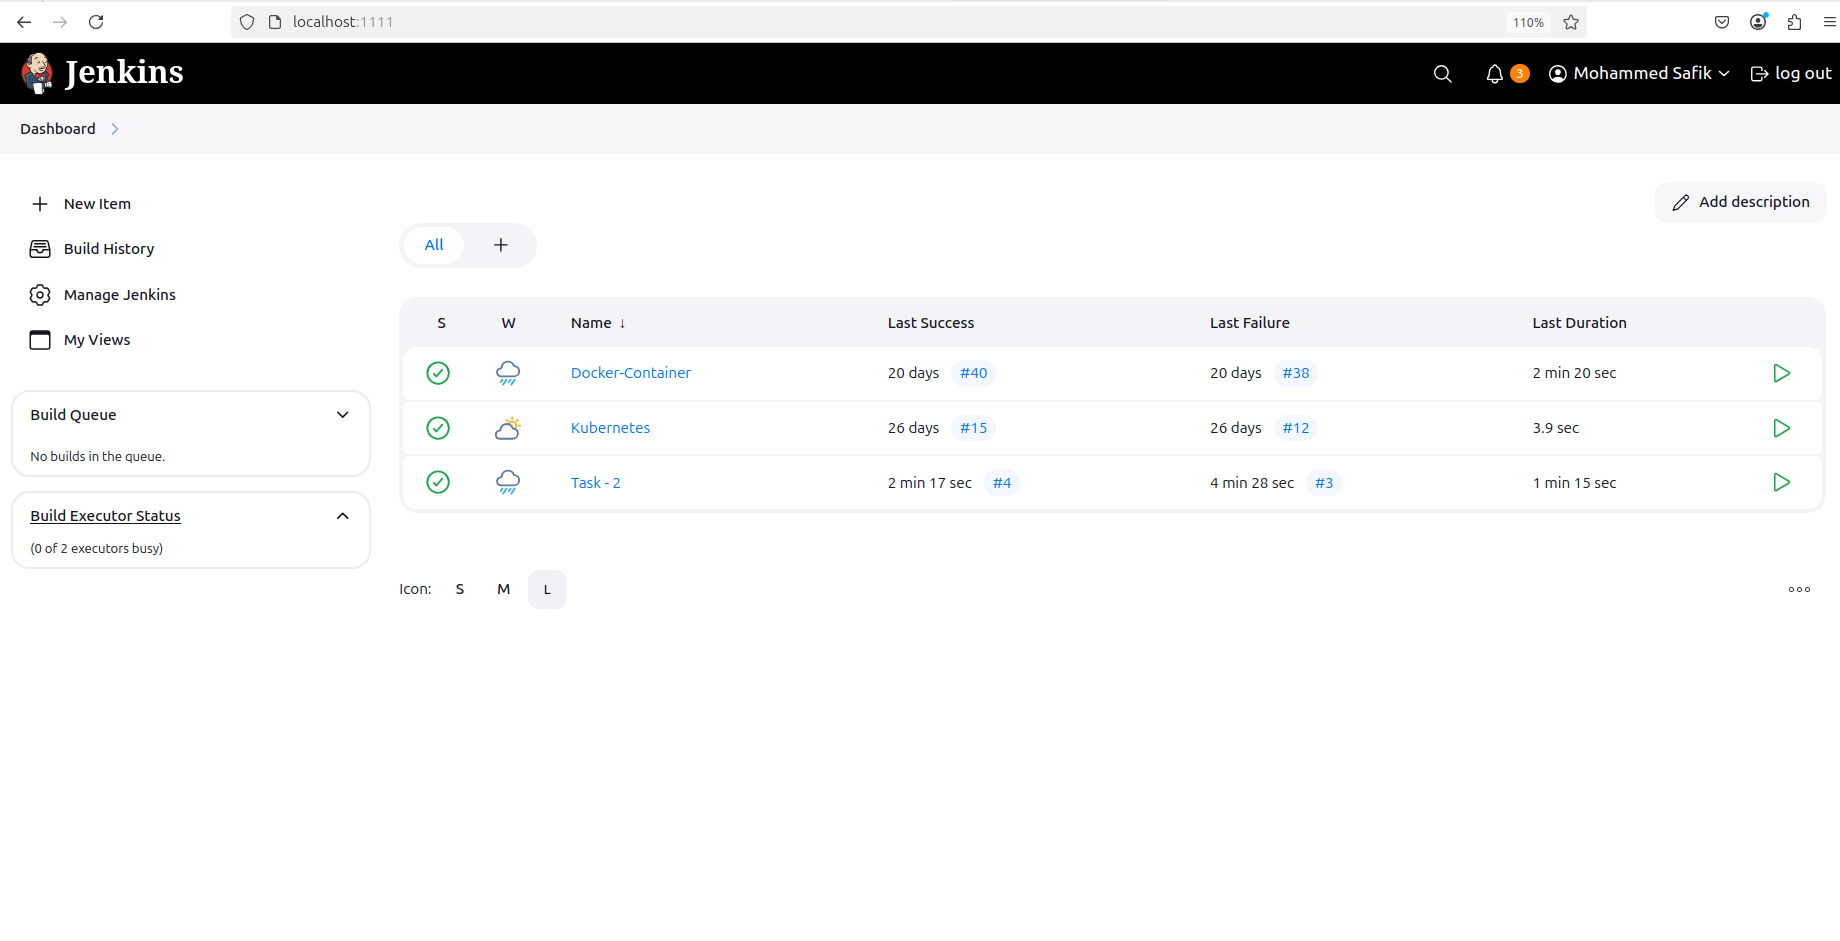 localhost:1111
110%
Jenkins
3
Mohammed Safik
log out
Dashboard
New Item
Build History
Manage Jenkins
My Views
Build Queue
No builds in the queue.
Build Executor Status
(0 of 2 executors busy)
Add description
All
S W Name ↓ Last Success Last Failure Last Duration
Docker-Container 20 days #40 20 days #38 2 min 20 sec
Kubernetes 26 days #15 26 days #12 3.9 sec
Task - 2 2 min 17 sec #4 4 min 28 sec #3 1 min 15 sec
Icon: S M L